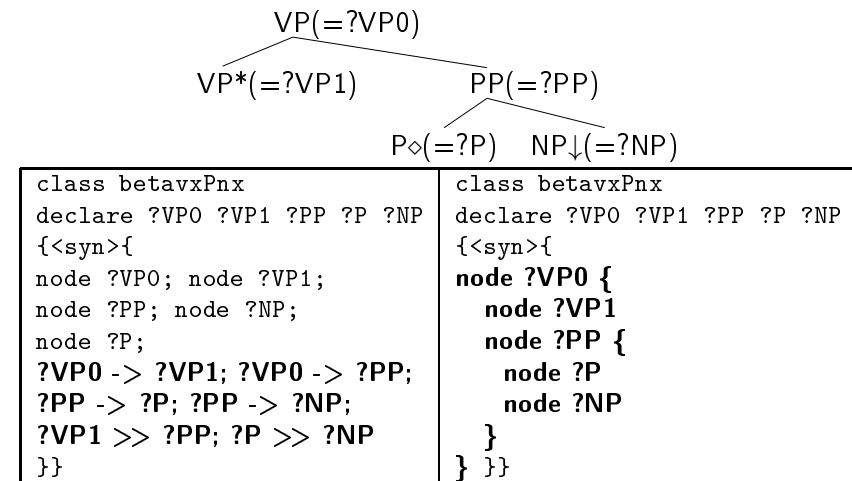 VP(=?VP0)
VP*(=?VP1) PP(=?PP)
P⋄(=?P) NP↓(=?NP)
class betavxPnx
declare ?VP0 ?VP1 ?PP ?P ?NP
{<syn>{
node ?VP0; node ?VP1;
node ?PP; node ?NP;
node ?P;
?VP0 -> ?VP1; ?VP0 -> ?PP;
?PP -> ?P; ?PP -> ?NP;
?VP1 >> ?PP; ?P >> ?NP
}}
class betavxPnx
declare ?VP0 ?VP1 ?PP ?P ?NP
{<syn>{
node ?VP0 {
node ?VP1
node ?PP {
node ?P
node ?NP
}
} }}